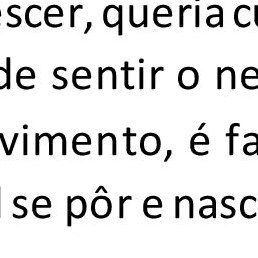 escer, queria cu
de sentir o ne
vimento, é fa
se pôr e nasc